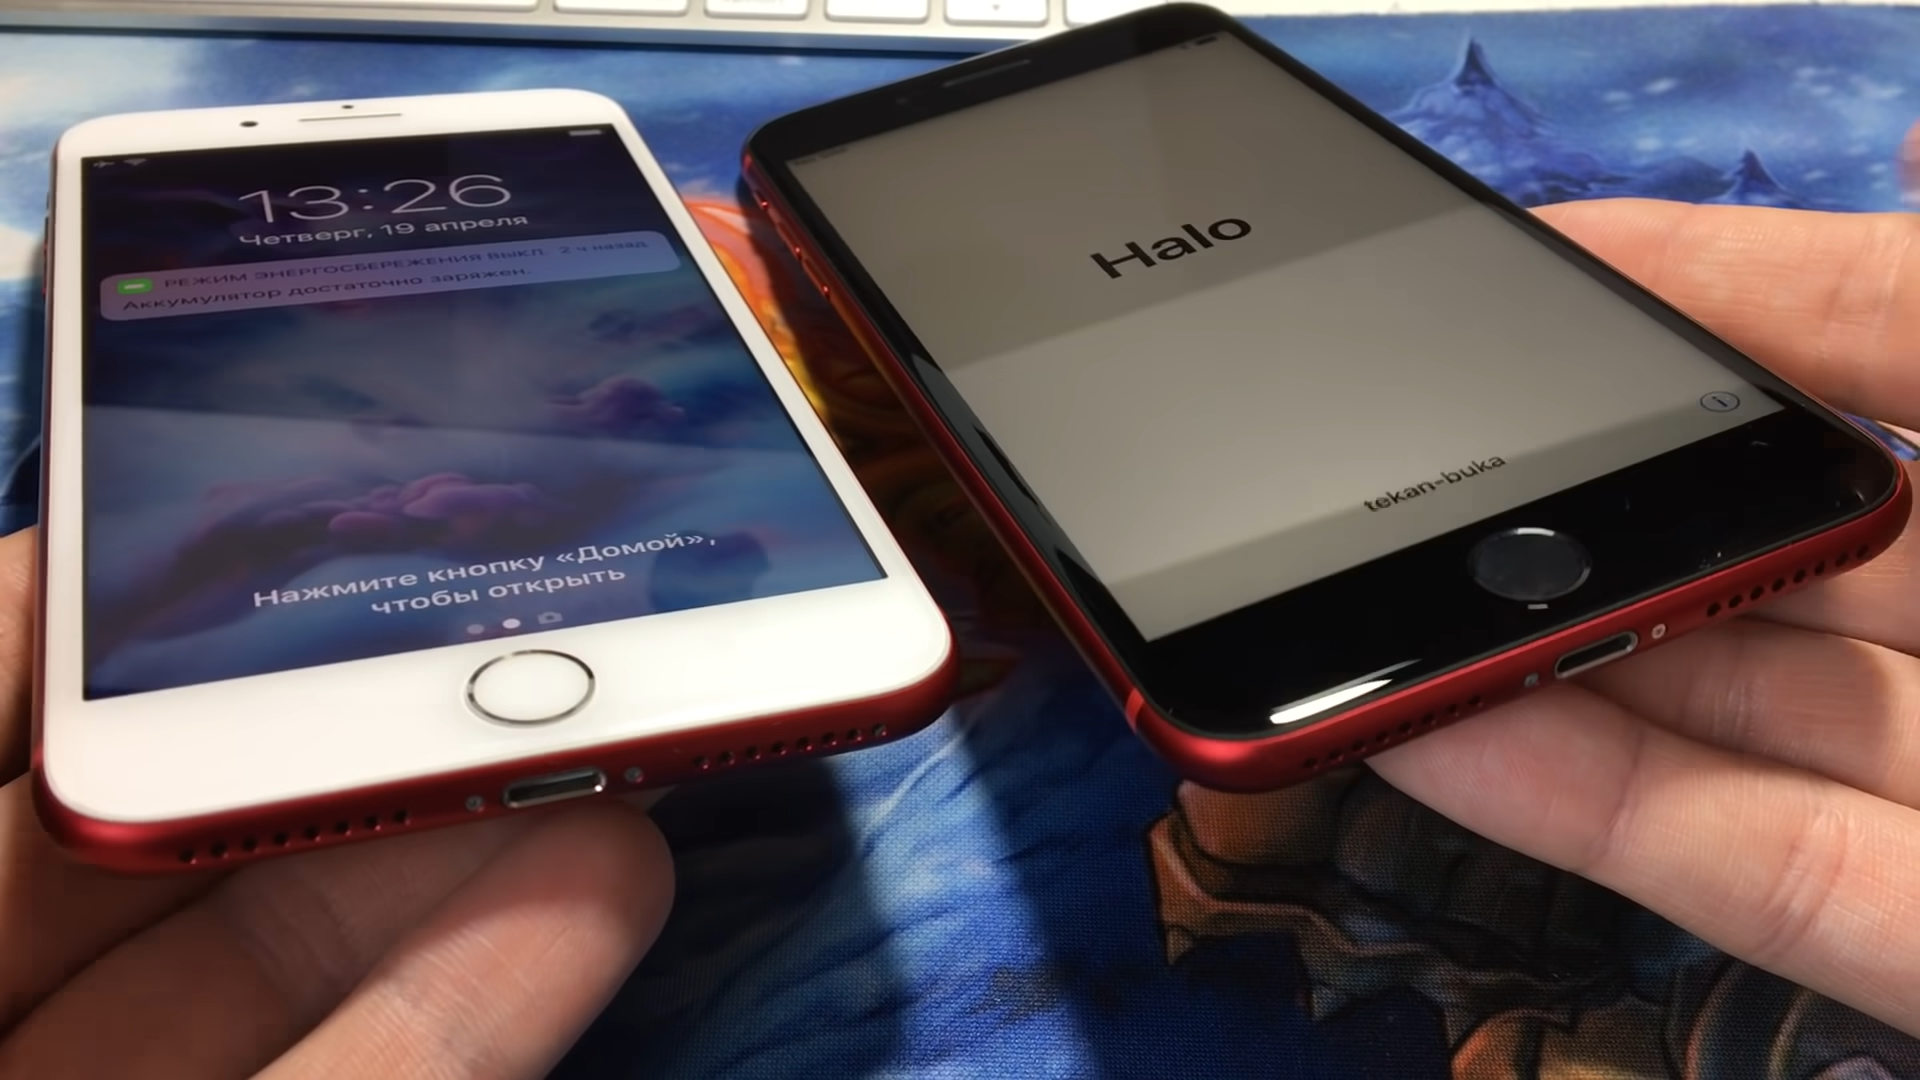 13:26
Четверг, 19 апреля
РЕЖИМ ЭНЕРГОСБЕРЕЖЕНИЯ ВЫКЛ. 2 ч назад
Аккумулятор достаточно заряжен.
Нажмите кнопку «Домой»,
чтобы открыть
Halo
tekan-buka